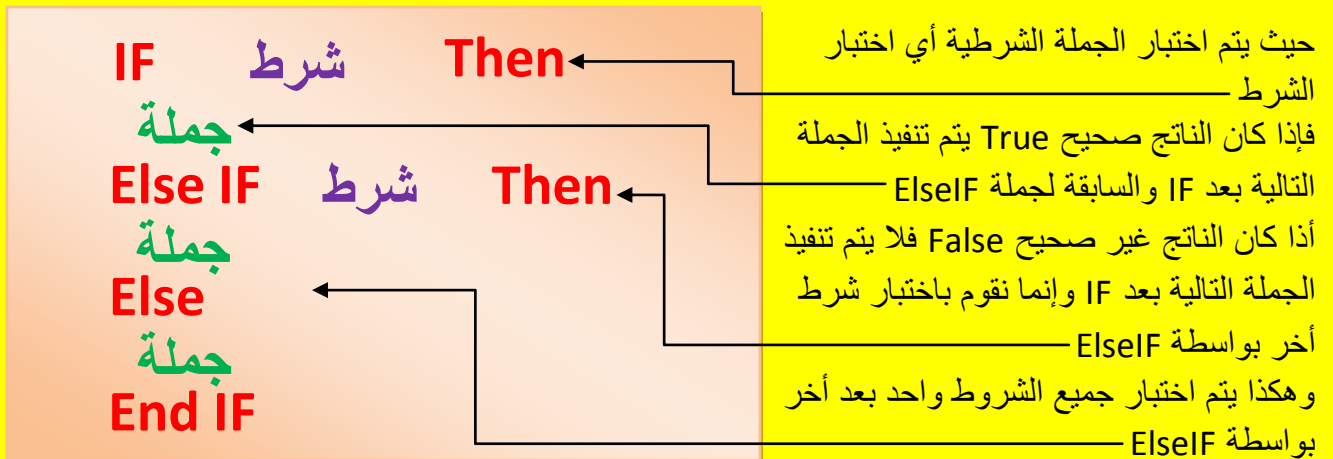 IF شرط Then
جملة
Else IF شرط Then
جملة
Else
جملة
End IF
حيث يتم اختبار الجملة الشرطية أي اختبار
الشرط
فإذا كان الناتج صحيح True يتم تنفيذ الجملة
التالية بعد IF والسابقة لجملة ElseIF
أذا كان الناتج غير صحيح False فلا يتم تنفيذ
الجملة التالية بعد IF وإنما نقوم باختبار شرط
أخر بواسطة ElseIF
وهكذا يتم اختبار جميع الشروط واحد بعد أخر
بواسطة ElseIF